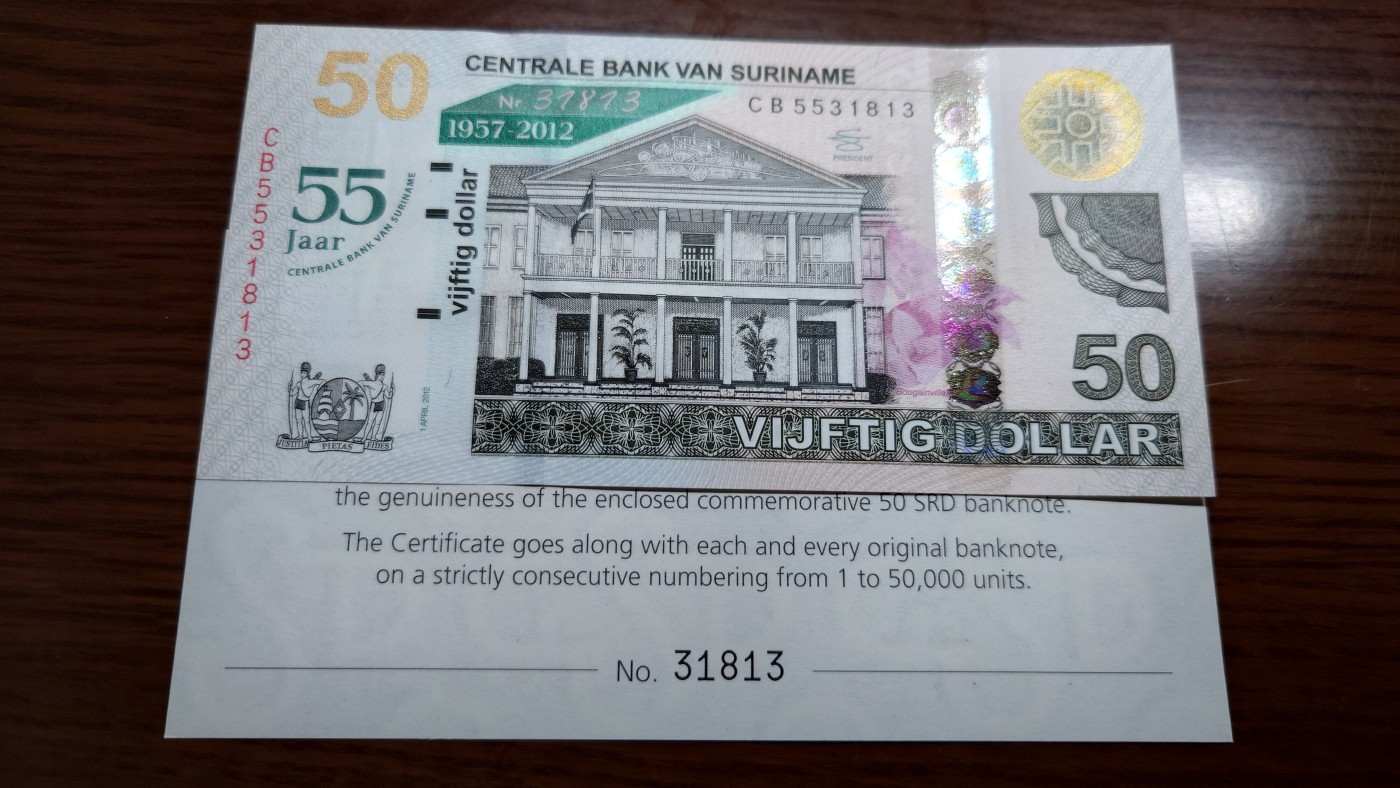 50
CENTRALE BANK VAN SURINAME
Nr 31813
CB5531813
1957-2012
PRESIDENT
CB5531813
55
Jaar
CENTRALE BANK VAN SURINAME
vijftig dollar
bougainville
50
1 APRIL 2012
JUSTITIA PIETAS FIDES
VIJFTIG DOLLAR
the genuineness of the enclosed commemorative 50 SRD banknote.
The Certificate goes along with each and every original banknote,
on a strictly consecutive numbering from 1 to 50,000 units.
No. 31813